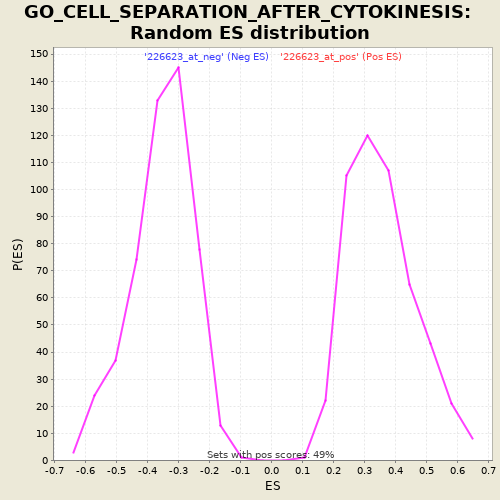 GO_CELL_SEPARATION_AFTER_CYTOKINESIS:
Random ES distribution
'226623_at_neg' (Neg ES) '226623_at_pos' (Pos ES)
150
140
130
120
110
100
90
80
70
60
50
40
30
20
10
0
P(ES)
Sets with pos scores: 49%
-0.7 -0.6 -0.5 -0.4 -0.3 -0.2 -0.1 0.0 0.1 0.2 0.3 0.4 0.5 0.6 0.7
ES